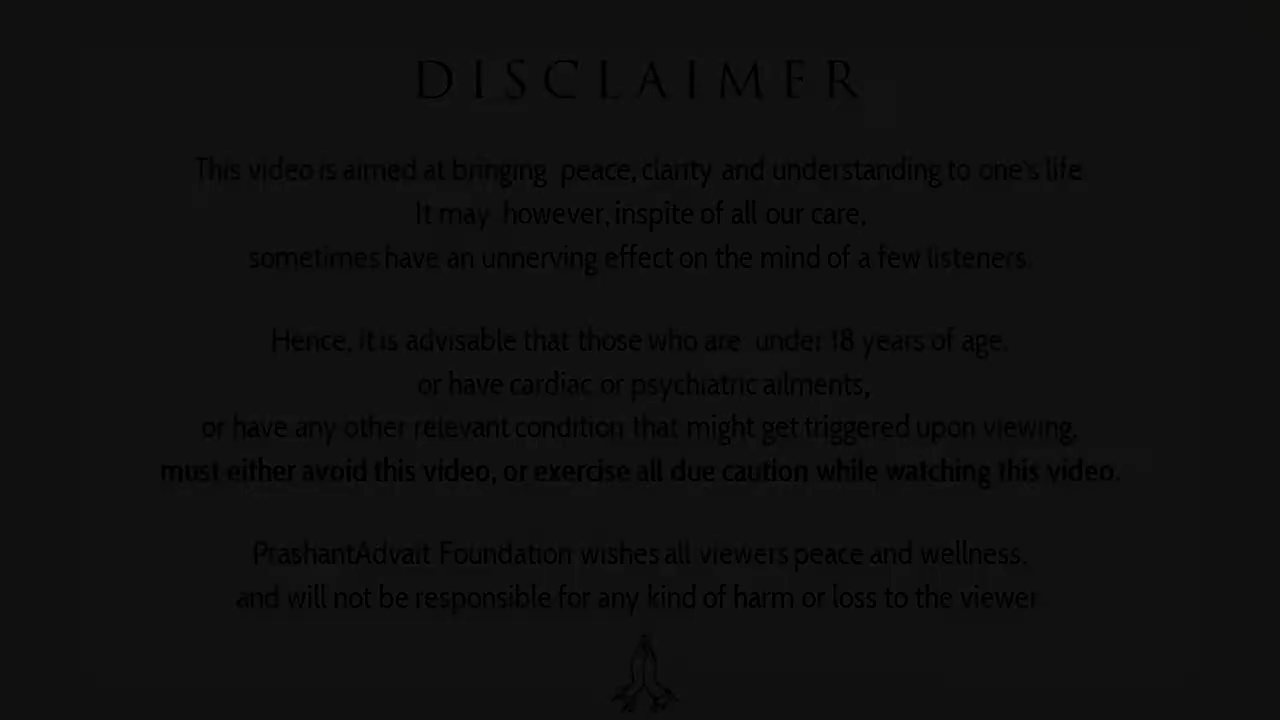 DISCLAIMER
This video is aimed at bringing peace, clarity and understanding to one's life.
It may however, inspite of all our care,
sometimes have an unnerving effect on the mind of a few listeners.
Hence, it is advisable that those who are under 18 years of age,
or have cardiac or psychiatric ailments,
or have any other relevant condition that might get triggered upon viewing,
must either avoid this video, or exercise all due caution while watching this video.
PrashantAdvait Foundation wishes all viewers peace and wellness,
and will not be responsible for any kind of harm or loss to the viewer